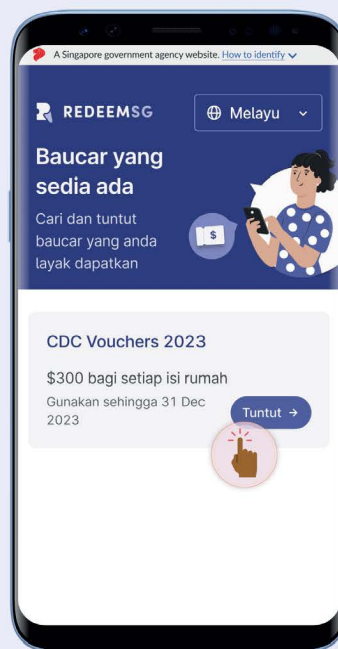 A Singapore government agency website. How to identify
REDEEMSG
Melayu
Baucar yang
sedia ada
Cari dan tuntut
baucar yang anda
layak dapatkan
$
CDC Vouchers 2023
$300 bagi setiap isi rumah
Gunakan sehingga 31 Dec
2023
Tuntut →